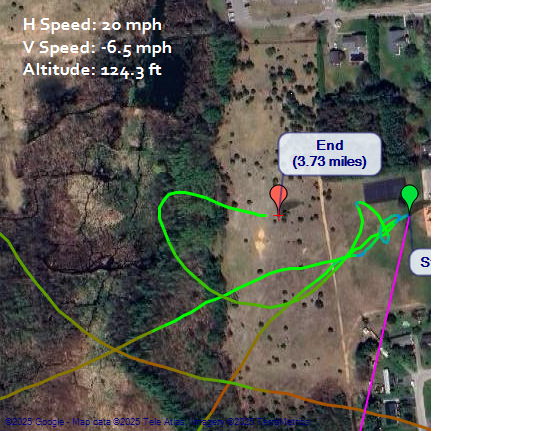 H Speed: 20 mph
V Speed: -6.5 mph
Altitude: 124.3 ft
End
(3.73 miles)
S
©2025 Google - Map data ©2025 Tele Atlas, Imagery ©2025 TerraMetrics